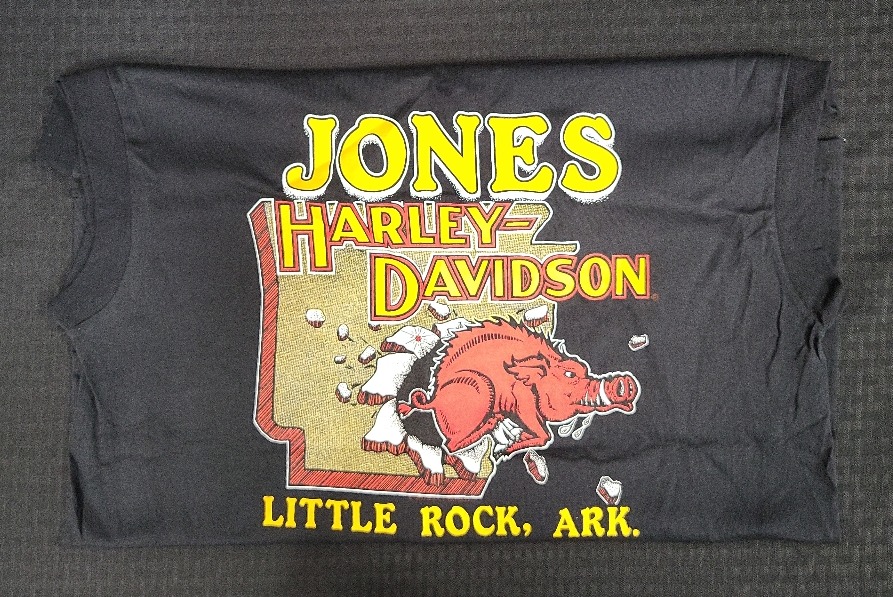 JONES
HARLEY-
DAVIDSON
LITTLE ROCK, ARK.